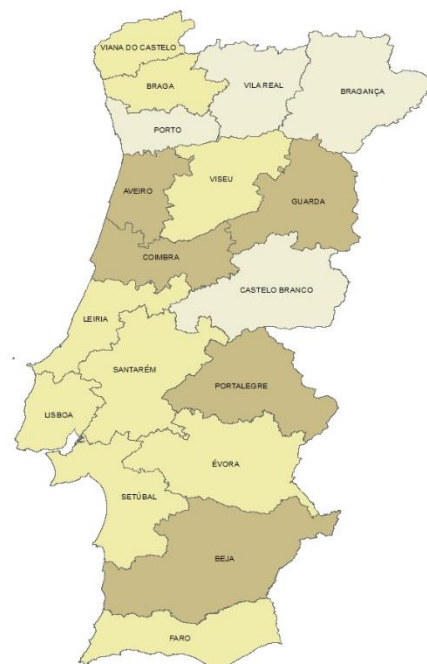 VIANA DO CASTELO
BRAGA
VILA REAL
BRAGANÇA
PORTO
AVEIRO
VISEU
GUARDA
COIMBRA
CASTELO BRANCO
LEIRIA
SANTARÉM
PORTALEGRE
LISBOA
ÉVORA
SETÚBAL
BEJA
FARO